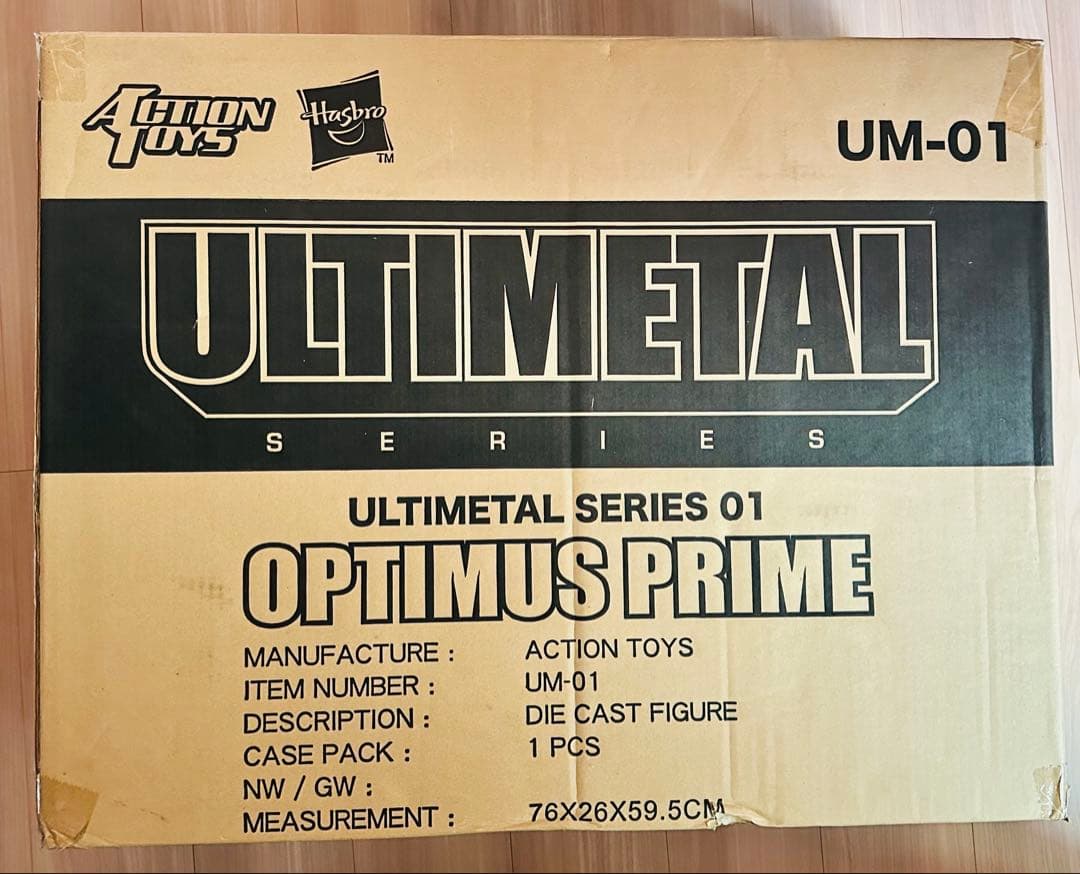 ACTION TOYS
Hasbro
TM
UM-01
ULTIMETAL
SERIES
ULTIMETAL SERIES 01
OPTIMUS PRIME
MANUFACTURE : ACTION TOYS
ITEM NUMBER : UM-01
DESCRIPTION : DIE CAST FIGURE
CASE PACK : 1 PCS
NW / GW :
MEASUREMENT : 76X26X59.5CM